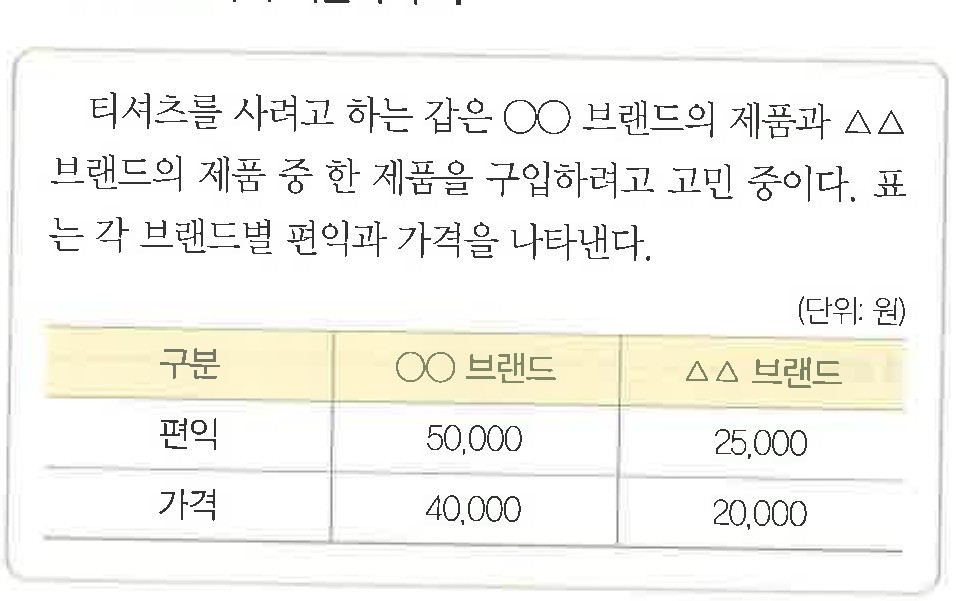 티셔츠를 사려고 하는 갑은 ○○ 브랜드의 제품과 △△
브랜드의 제품 중 한 제품을 구입하려고 고민 중이다. 표
는 각 브랜드별 편익과 가격을 나타낸다.
(단위: 원)
구분 ○○ 브랜드 △△ 브랜드
편익 50,000 25,000
가격 40,000 20,000